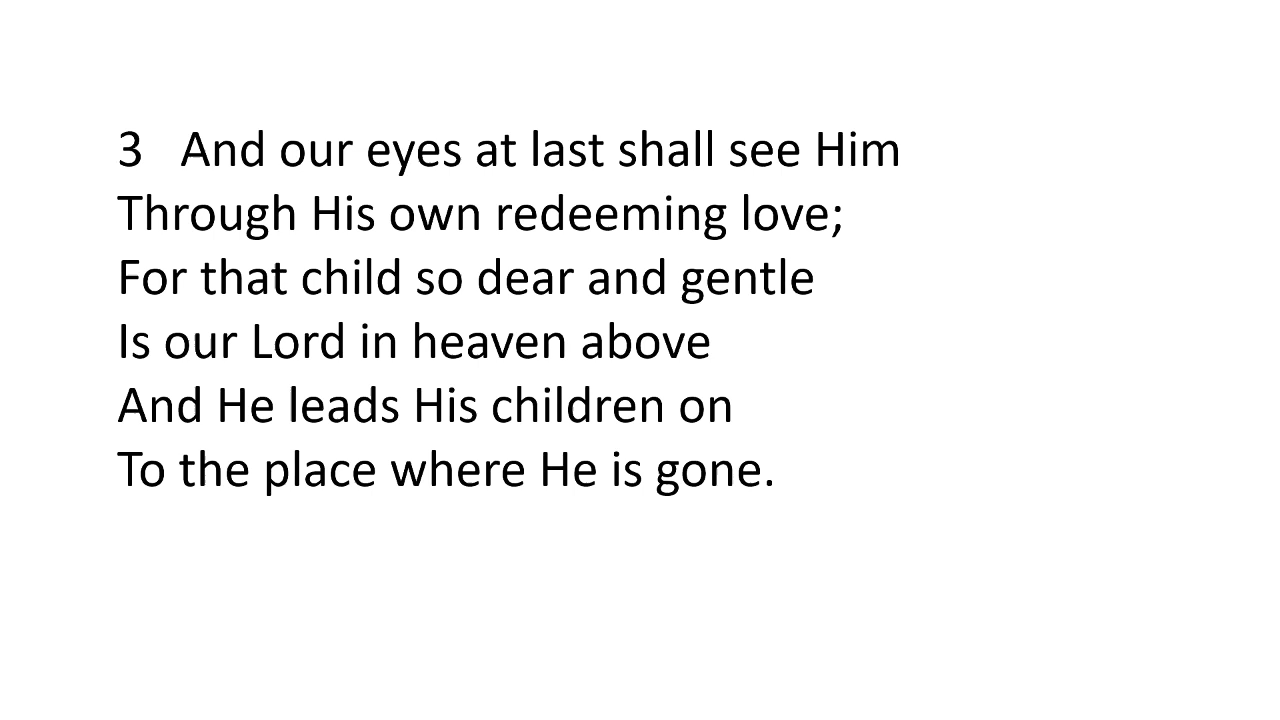 3   And our eyes at last shall see Him
Through His own redeeming love;
For that child so dear and gentle
Is our Lord in heaven above
And He leads His children on
To the place where He is gone.